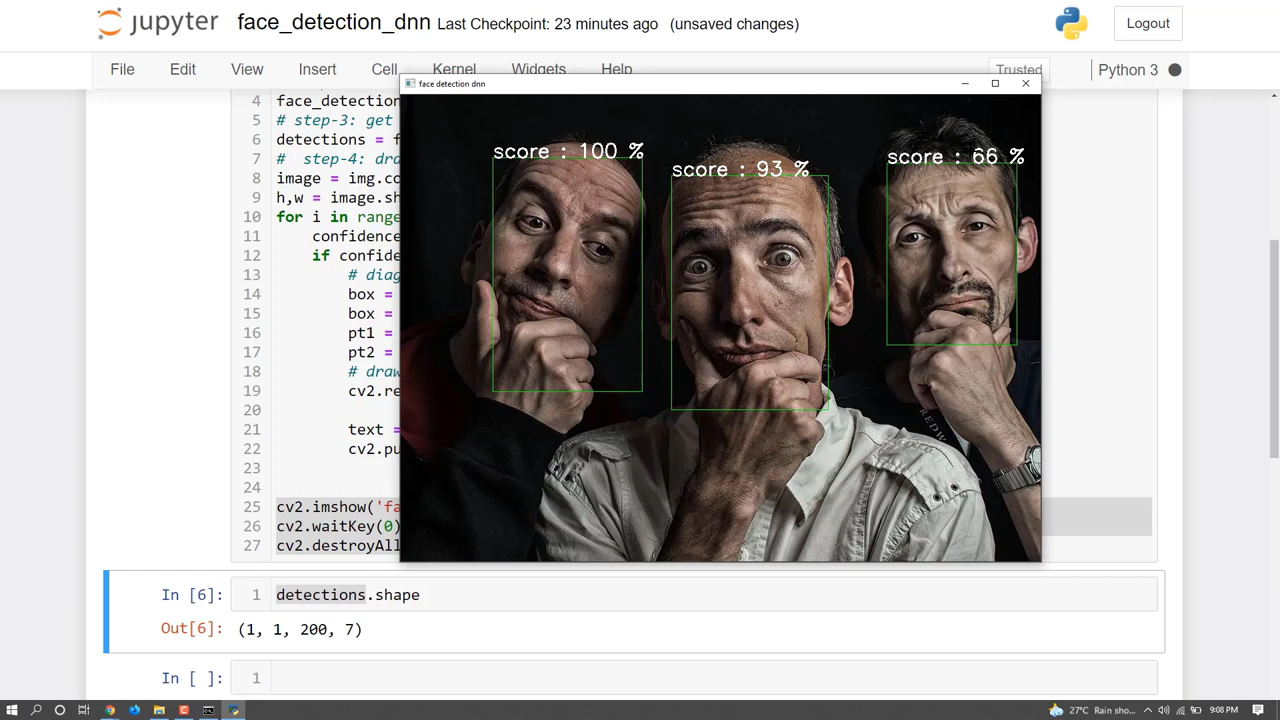 jupyter face_detection_dnn Last Checkpoint: 23 minutes ago (unsaved changes) Logout
File Edit View Insert Cell Kernel Widgets Help Trusted Python 3
face detection dnn
4 face_detection
5 # step-3: get
6 detections = f
7 # step-4: dra
8 image = img.co
9 h,w = image.sh
10 for i in range
11 confidence
12 if confide
13 # diag
14 box =
15 box =
16 pt1 =
17 pt2 =
18 # draw
19 cv2.re
20
21 text =
22 cv2.pu
23
24
25 cv2.imshow('fa
26 cv2.waitKey(0)
27 cv2.destroyAll
score : 100 %
score : 93 %
score : 66 %
REDW
In [6]: 1 detections.shape
Out[6]: (1, 1, 200, 7)
In [ ]: 1
27°C Rain sho... 9:08 PM